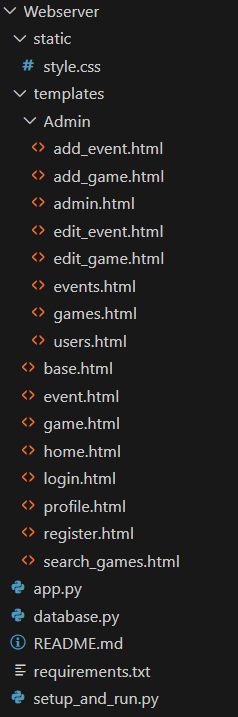 Webserver
static
style.css
templates
Admin
add_event.html
add_game.html
admin.html
edit_event.html
edit_game.html
events.html
games.html
users.html
base.html
event.html
game.html
home.html
login.html
profile.html
register.html
search_games.html
app.py
database.py
README.md
requirements.txt
setup_and_run.py